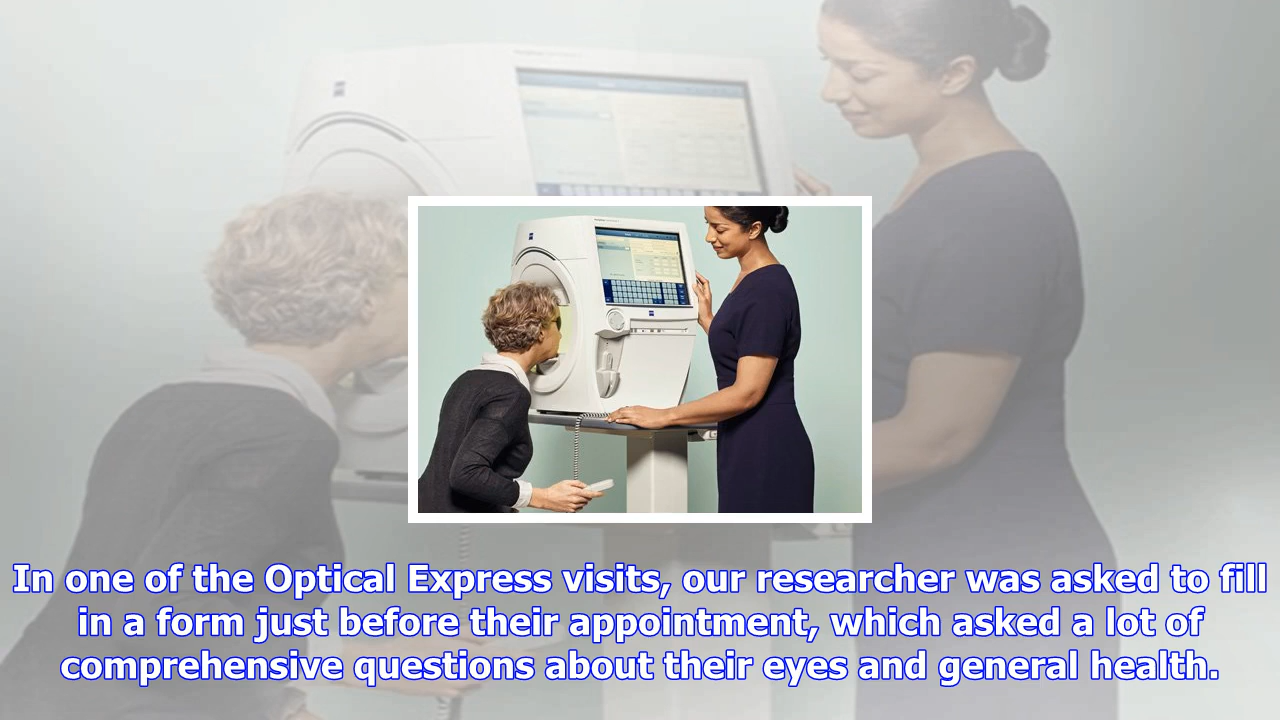 In one of the Optical Express visits, our researcher was asked to fill
in a form just before their appointment, which asked a lot of
comprehensive questions about their eyes and general health.